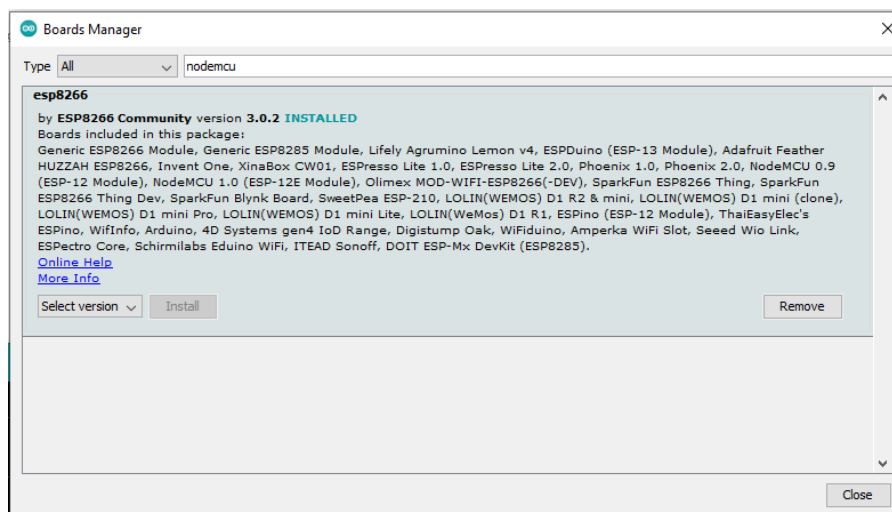 Boards Manager
Type All nodemcu
esp8266
by ESP8266 Community version 3.0.2 INSTALLED
Boards included in this package:
Generic ESP8266 Module, Generic ESP8285 Module, Lifely Agrumino Lemon v4, ESPDuino (ESP-13 Module), Adafruit Feather
HUZZAH ESP8266, Invent One, XinaBox CW01, ESPresso Lite 1.0, ESPresso Lite 2.0, Phoenix 1.0, Phoenix 2.0, NodeMCU 0.9
(ESP-12 Module), NodeMCU 1.0 (ESP-12E Module), Olimex MOD-WIFI-ESP8266(-DEV), SparkFun ESP8266 Thing, SparkFun
ESP8266 Thing Dev, SparkFun Blynk Board, SweetPea ESP-210, LOLIN(WEMOS) D1 R2 & mini, LOLIN(WEMOS) D1 mini (clone),
LOLIN(WEMOS) D1 mini Pro, LOLIN(WEMOS) D1 mini Lite, LOLIN(WeMos) D1 R1, ESPino (ESP-12 Module), ThaiEasyElec's
ESPino, WifInfo, Arduino, 4D Systems gen4 IoD Range, Digistump Oak, WiFiduino, Amperka WiFi Slot, Seeed Wio Link,
ESPectro Core, Schirmilabs Eduino WiFi, ITEAD Sonoff, DOIT ESP-Mx DevKit (ESP8285).
Online Help
More Info
Select version Install Remove
Close